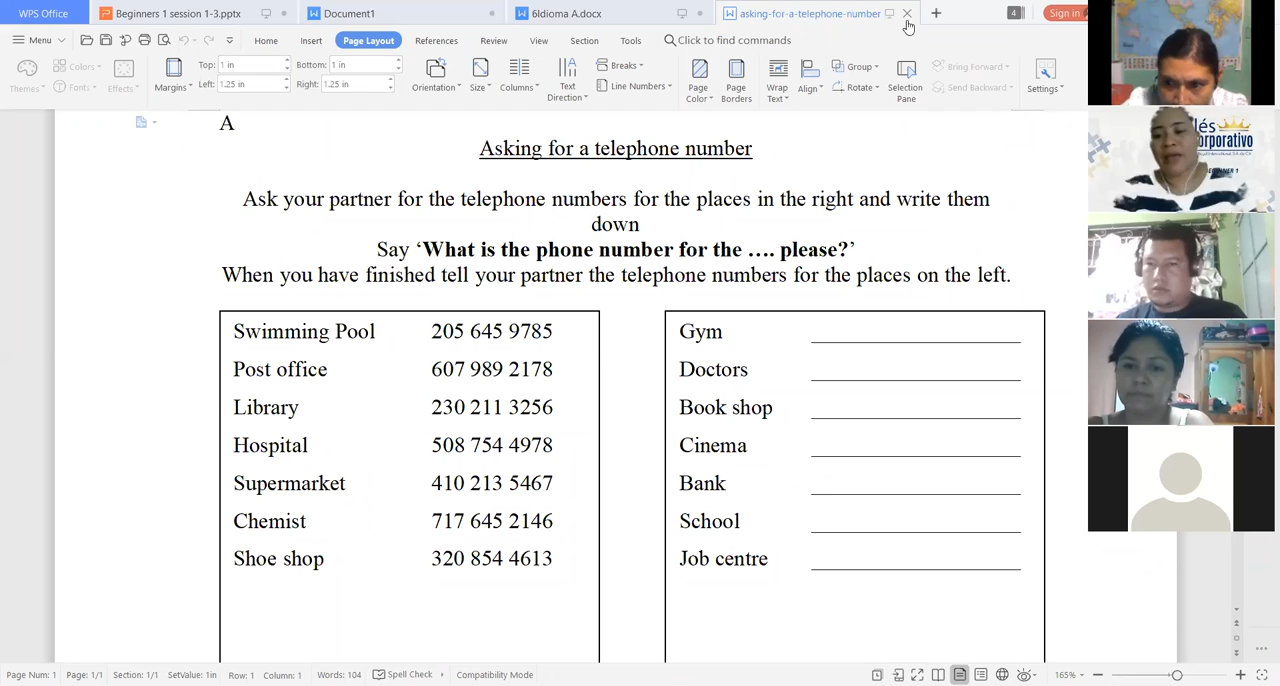 WPS Office
Beginners 1 session 1-3.pptx
Document1
6Idioma A.docx
asking-for-a-telephone-number
4
Sign in
Menu
Home
Insert
Page Layout
References
Review
View
Section
Tools
Click to find commands
Themes
Colors
Fonts
Effects
Margins
Top: 1 in
Bottom: 1 in
Left: 1.25 in
Right: 1.25 in
Orientation
Size
Columns
Text Direction
Breaks
Line Numbers
Page Color
Page Borders
Wrap Text
Align
Group
Rotate
Selection Pane
Bring Forward
Send Backward
Settings
A
Asking for a telephone number
Ask your partner for the telephone numbers for the places in the right and write them
down
Say ‘What is the phone number for the …. please?’
When you have finished tell your partner the telephone numbers for the places on the left.
Swimming Pool 205 645 9785
Post office 607 989 2178
Library 230 211 3256
Hospital 508 754 4978
Supermarket 410 213 5467
Chemist 717 645 2146
Shoe shop 320 854 4613
Gym
Doctors
Book shop
Cinema
Bank
School
Job centre
lés
orporativo
Page Num: 1
Page: 1/1
Section: 1/1
SetValue: 1in
Row: 1
Column: 1
Words: 104
Spell Check
Compatibility Mode
165%